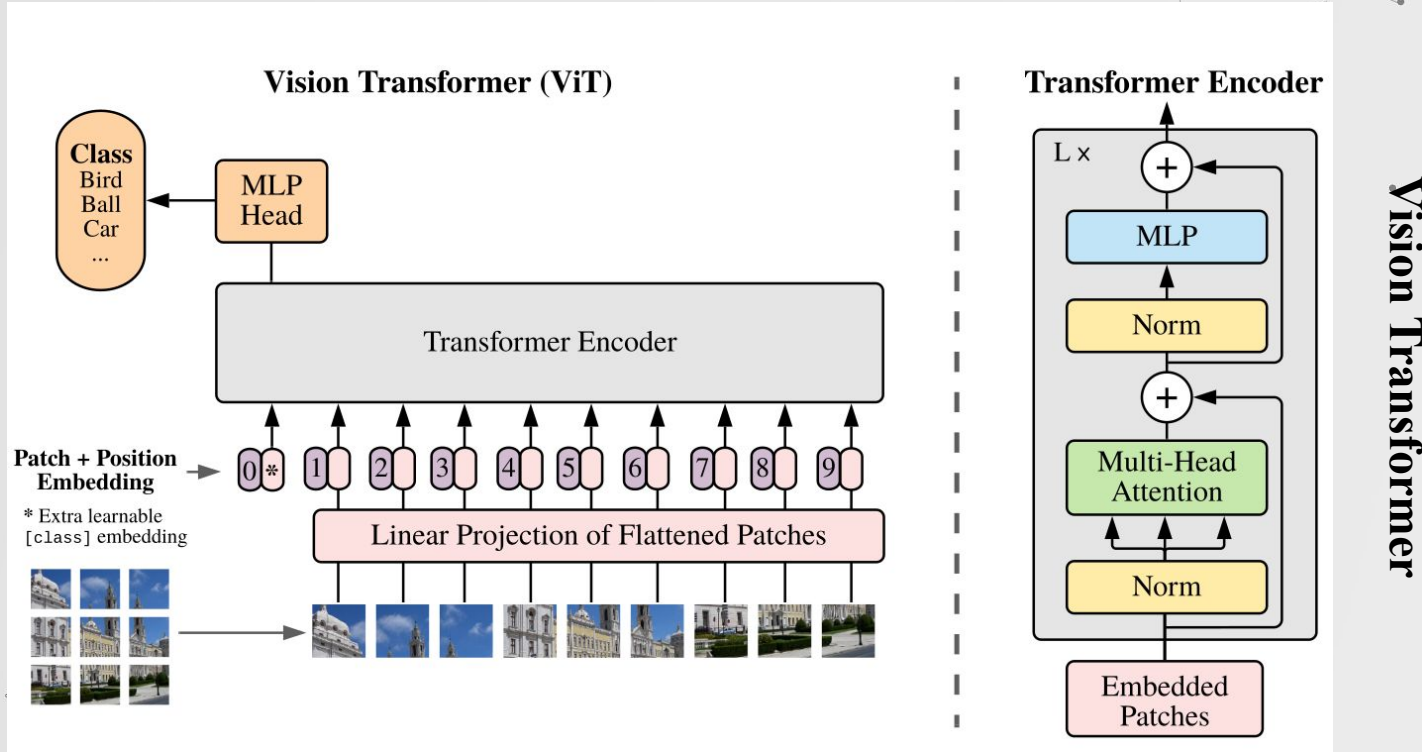 Vision Transformer (ViT)
Class
Bird
Ball
Car
...
MLP
Head
Transformer Encoder
Patch + Position
Embedding
* Extra learnable
[class] embedding
0 * 1 2 3 4 5 6 7 8 9
Linear Projection of Flattened Patches
Transformer Encoder
L x
+
MLP
Norm
+
Multi-Head
Attention
Norm
Embedded
Patches
Vision Transformer